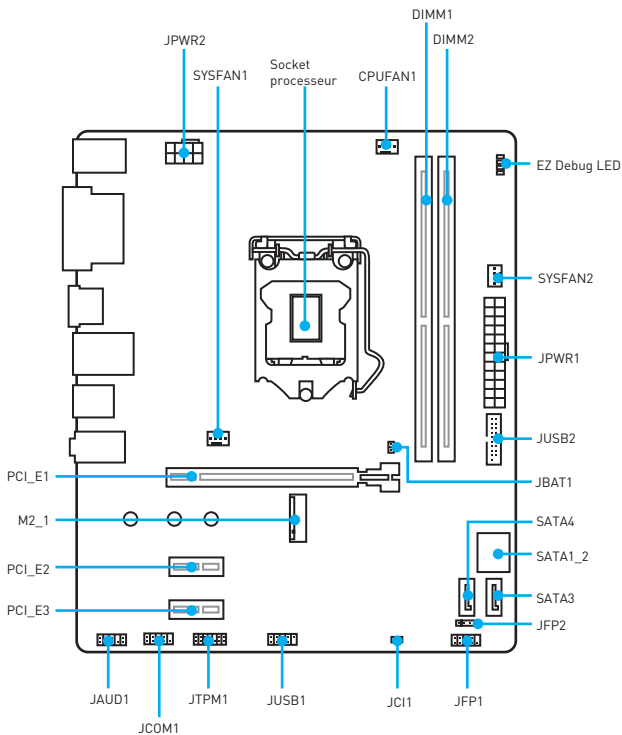 DIMM1
DIMM2
JPWR2
Socket
processeur
SYSFAN1
CPUFAN1
EZ Debug LED
SYSFAN2
JPWR1
JUSB2
PCI_E1
JBAT1
M2_1
SATA4
SATA1_2
PCI_E2
SATA3
PCI_E3
JFP2
JAUD1
JTPM1
JUSB1
JCI1
JFP1
JCOM1